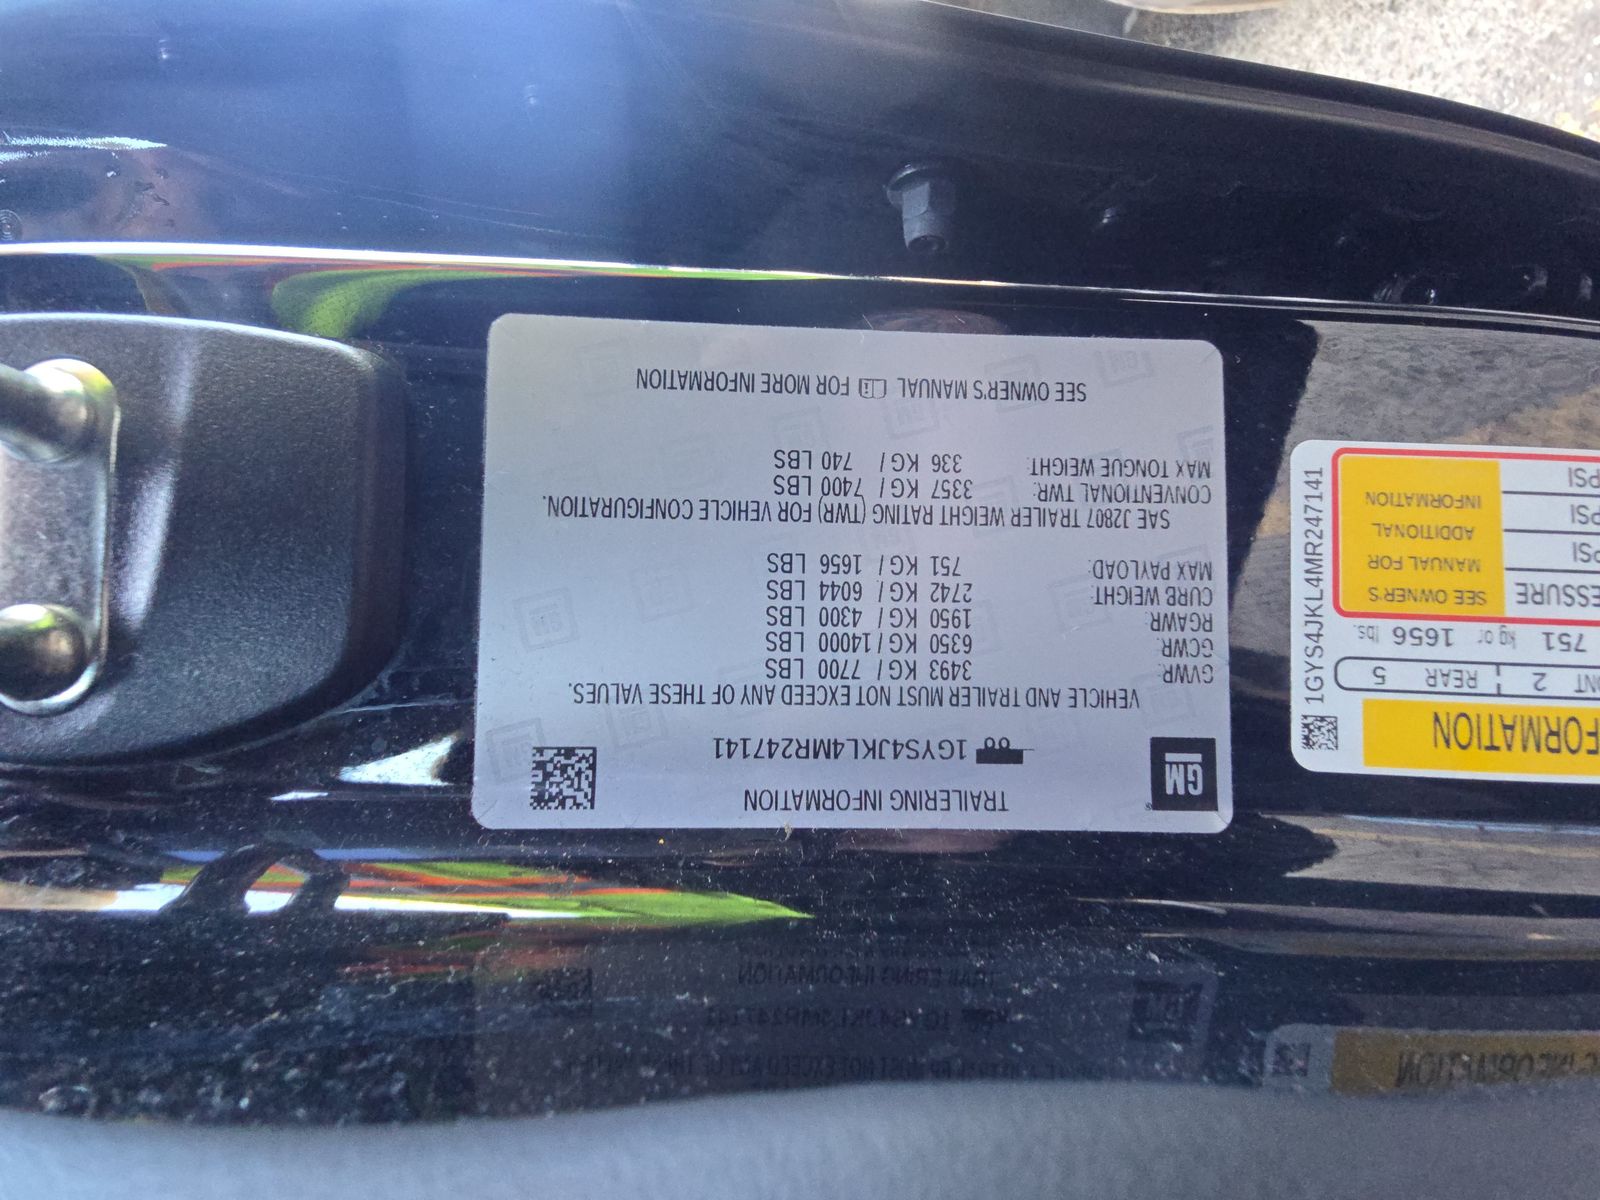 GM
TRAILERING INFORMATION
1GYS4JKL4MR247141
VEHICLE AND TRAILER MUST NOT EXCEED ANY OF THESE VALUES.
GVWR: 3493 KG / 7700 LBS
GCWR: 6350 KG /14000 LBS
RGAWR: 1950 KG / 4300 LBS
CURB WEIGHT: 2742 KG / 6044 LBS
MAX PAYLOAD: 751 KG / 1656 LBS
SAE J2807 TRAILER WEIGHT RATING (TWR) FOR VEHICLE CONFIGURATION.
CONVENTIONAL TWR: 3357 KG / 7400 LBS
MAX TONGUE WEIGHT: 336 KG / 740 LBS
SEE OWNER'S MANUAL FOR MORE INFORMATION
FORMATION
ONT 2 REAR 5
751 kg or 1656 lbs.
ESSURE
PSI
PSI
PSI
SEE OWNER'S
MANUAL FOR
ADDITIONAL
INFORMATION
1GYS4JKL4MR247141